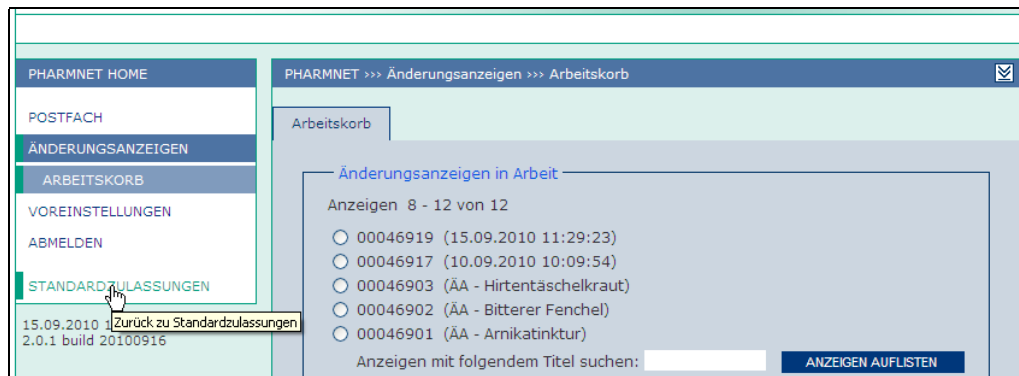 PHARMNET HOME
POSTFACH
ÄNDERUNGSANZEIGEN
ARBEITSKORB
VOREINSTELLUNGEN
ABMELDEN
STANDARDZULASSUNGEN
Zurück zu Standardzulassungen
15.09.2010 1
2.0.1 build 20100916
PHARMNET ››› Änderungsanzeigen ››› Arbeitskorb
Arbeitskorb
Änderungsanzeigen in Arbeit
Anzeigen 8 - 12 von 12
00046919 (15.09.2010 11:29:23)
00046917 (10.09.2010 10:09:54)
00046903 (ÄA - Hirtentäschelkraut)
00046902 (ÄA - Bitterer Fenchel)
00046901 (ÄA - Arnikatinktur)
Anzeigen mit folgendem Titel suchen: ANZEIGEN AUFLISTEN